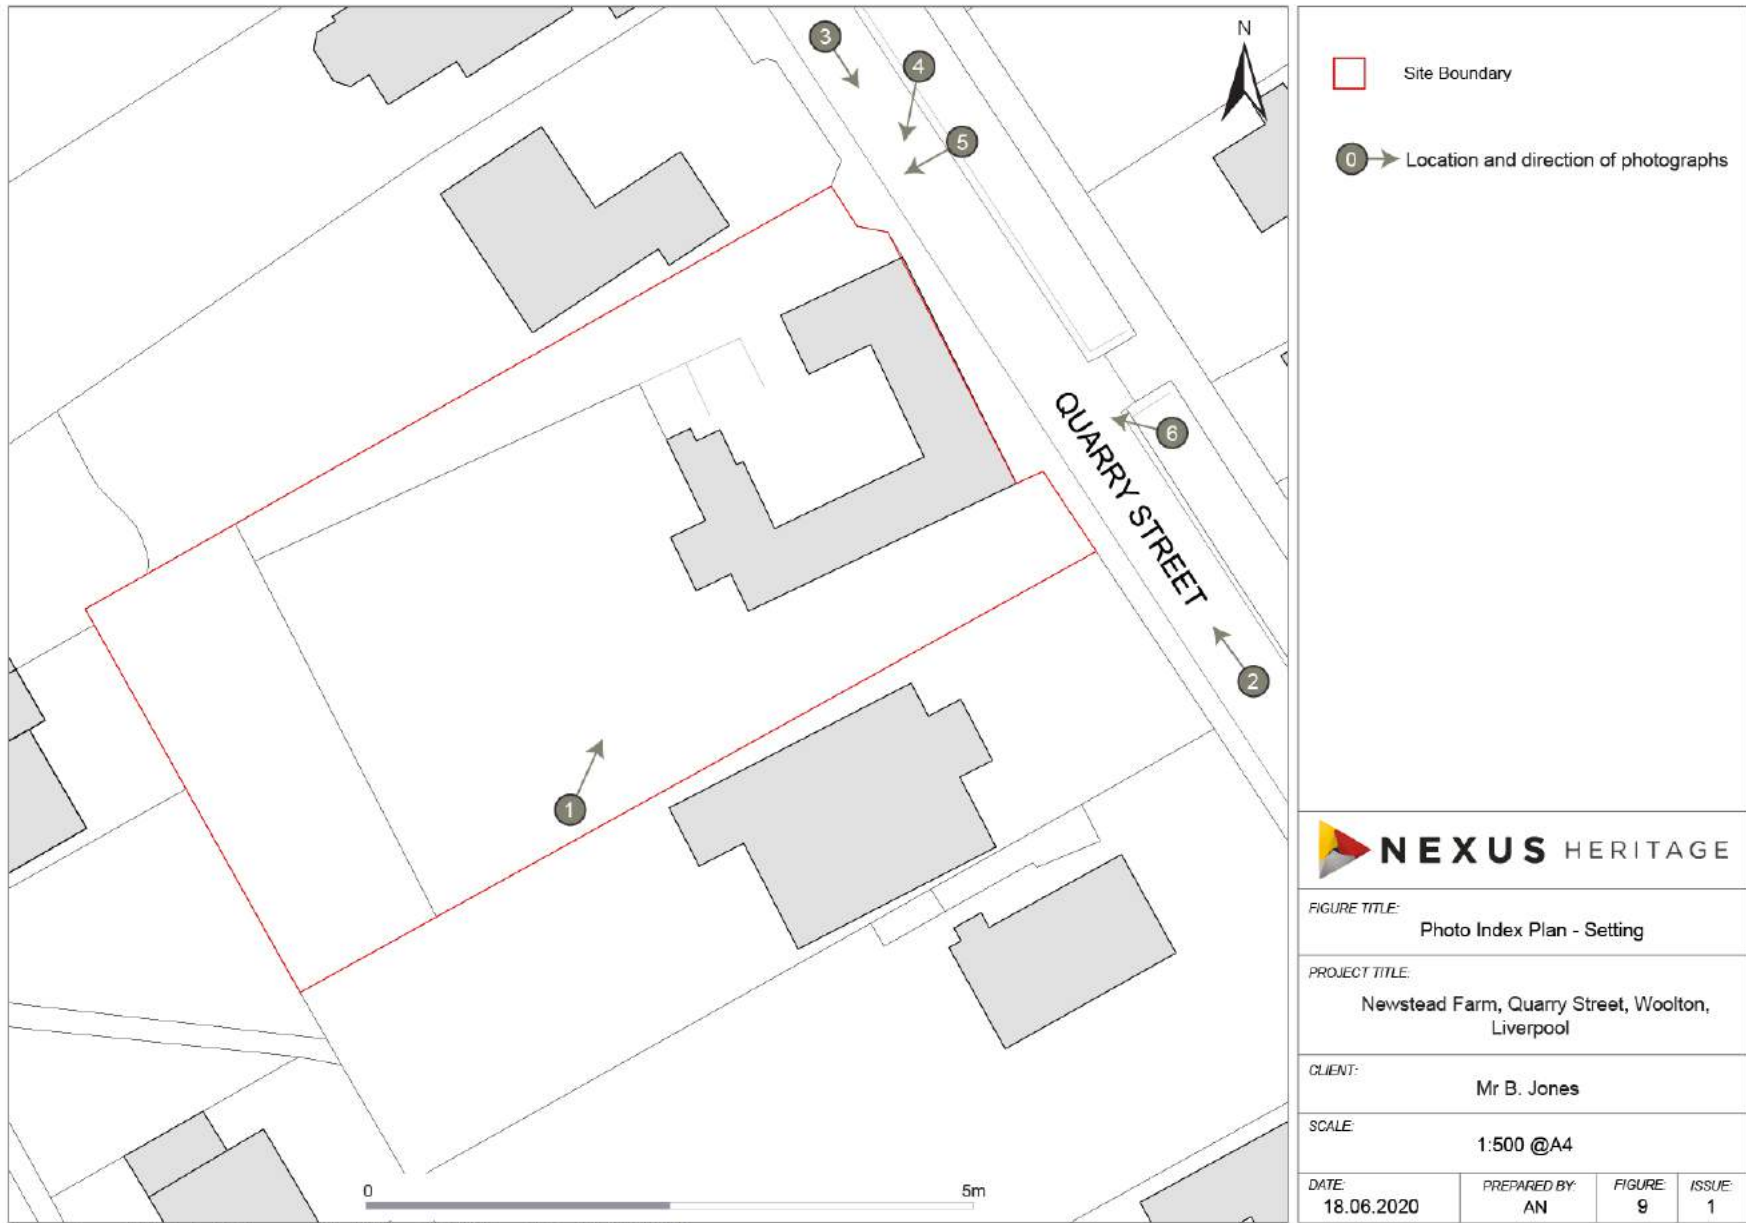 3
4
5
N
6
QUARRY STREET
2
1
0 5m
Site Boundary
0 Location and direction of photographs
NEXUS HERITAGE
FIGURE TITLE:
Photo Index Plan - Setting
PROJECT TITLE:
Newstead Farm, Quarry Street, Woolton,
Liverpool
CLIENT:
Mr B. Jones
SCALE:
1:500 @A4
DATE: PREPARED BY: FIGURE: ISSUE:
18.06.2020 AN 9 1